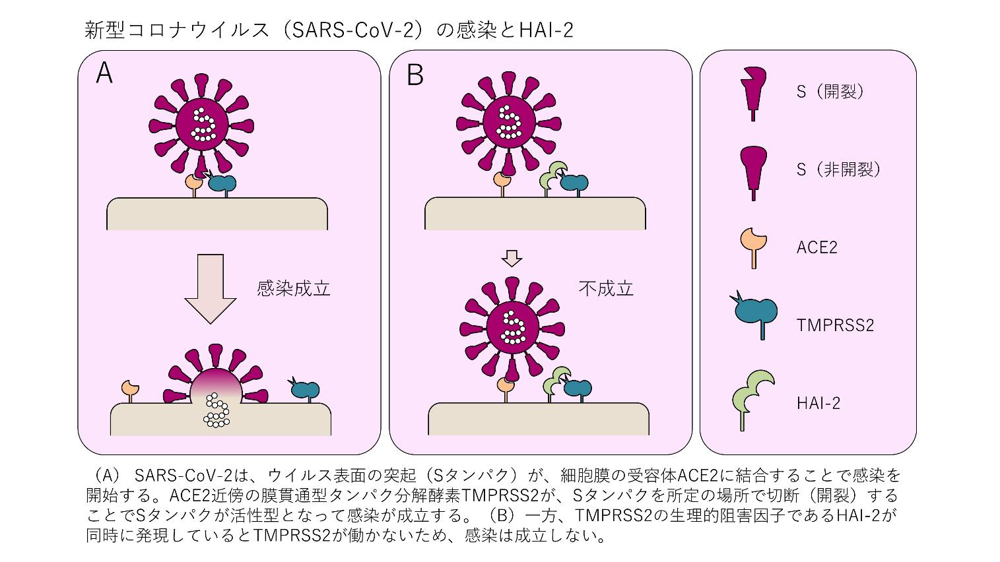 新型コロナウイルス（SARS-CoV-2）の感染とHAI-2
A
感染成立
B
不成立
S（開裂）
S（非開裂）
ACE2
TMPRSS2
HAI-2
（A） SARS-CoV-2は、ウイルス表面の突起（Sタンパク）が、細胞膜の受容体ACE2に結合することで感染を
開始する。ACE2近傍の膜貫通型タンパク分解酵素TMPRSS2が、Sタンパクを所定の場所で切断（開裂）する
ことでSタンパクが活性型となって感染が成立する。（B）一方、TMPRSS2の生理的阻害因子であるHAI-2が
同時に発現しているとTMPRSS2が働かないため、感染は成立しない。